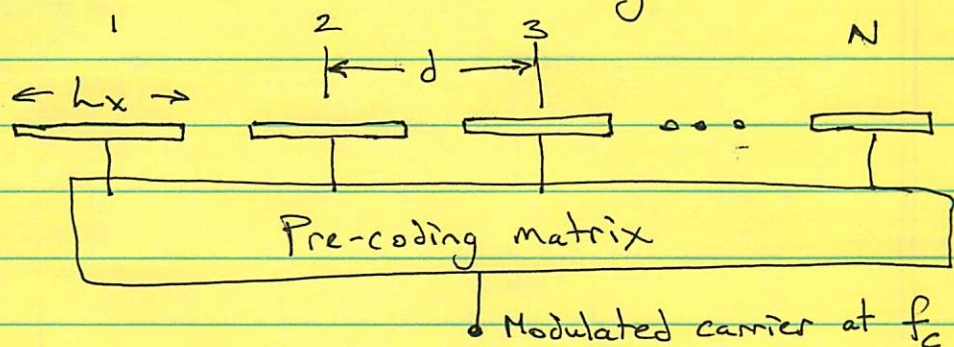 1 2 3 N
← Lx → ← d →
Pre-coding matrix
Modulated carrier at fc